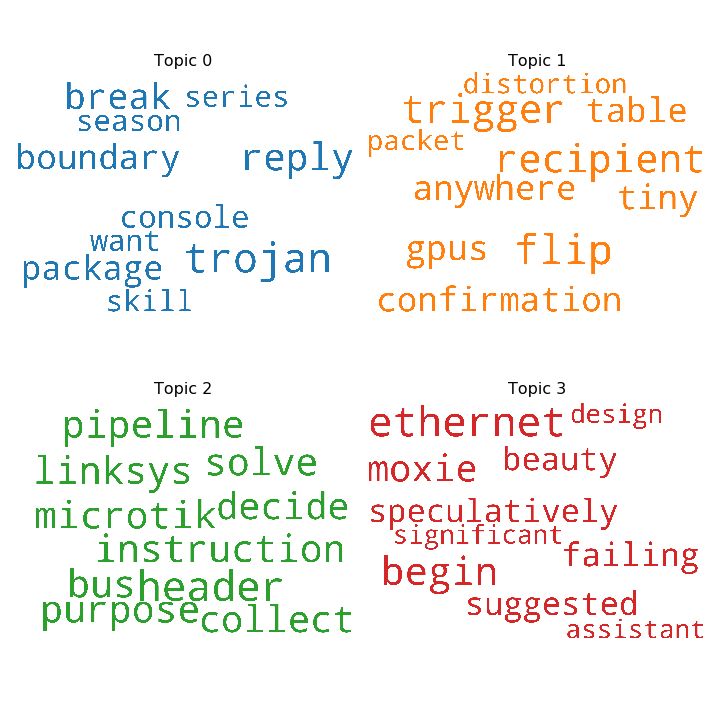 Topic 0
break series
season
boundary reply
console
want
package trojan
skill
Topic 1
distortion
trigger table
packet
recipient
anywhere tiny
gpus flip
confirmation
Topic 2
pipeline
linksys solve
microtik decide
instruction
bus header
purpose collect
Topic 3
ethernet design
moxie beauty
speculatively
significant
begin failing
suggested
assistant